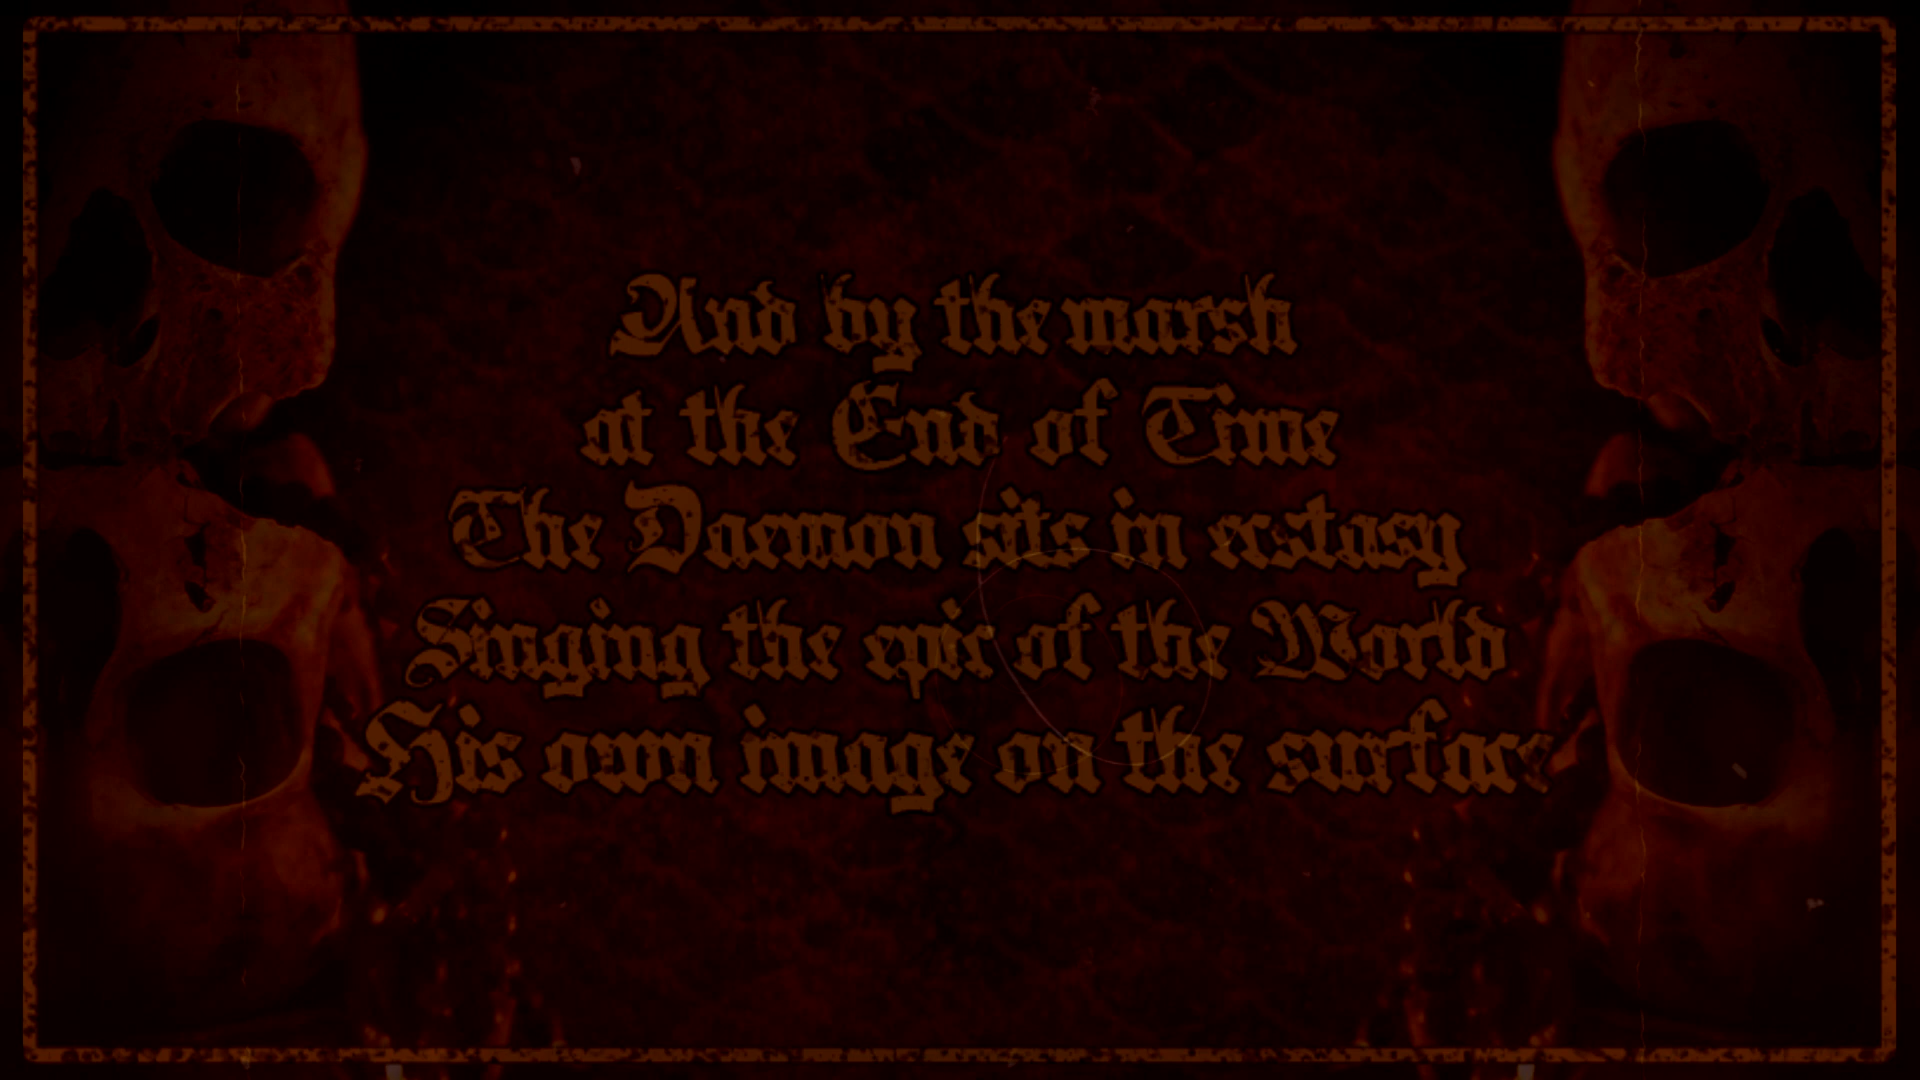 And by the marsh
at the End of Time
The Daemon sits in ecstasy
Singing the epic of the World
His own image on the surface